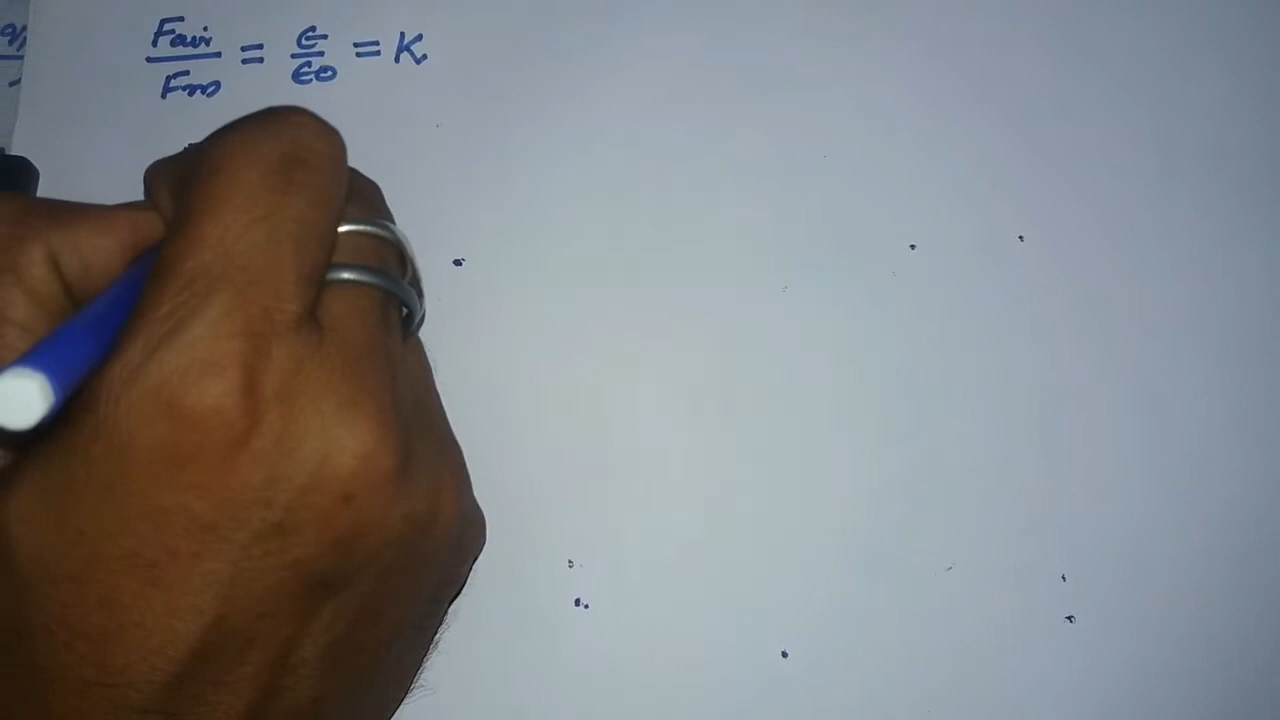 Fair/Fm = ε/ε0 = K